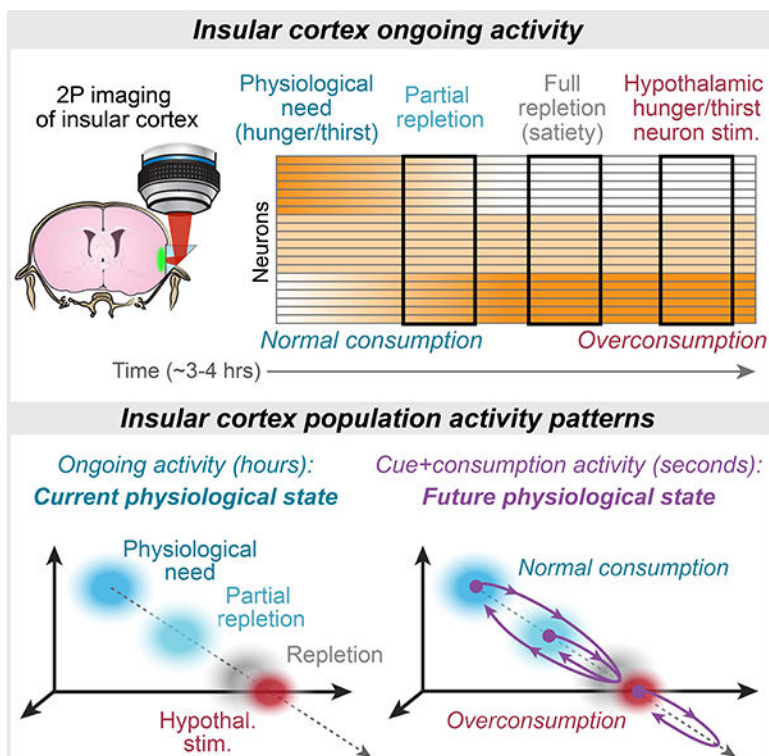 Insular cortex ongoing activity
2P imaging
of insular cortex
Physiological
need
(hunger/thirst)
Partial
repletion
Full
repletion
(satiety)
Hypothalamic
hunger/thirst
neuron stim.
Neurons
Normal consumption
Overconsumption
Time (~3-4 hrs)
Insular cortex population activity patterns
Ongoing activity (hours):
Current physiological state
Physiological
need
Partial
repletion
Repletion
Hypothal.
stim.
Cue+consumption activity (seconds):
Future physiological state
Normal consumption
Overconsumption